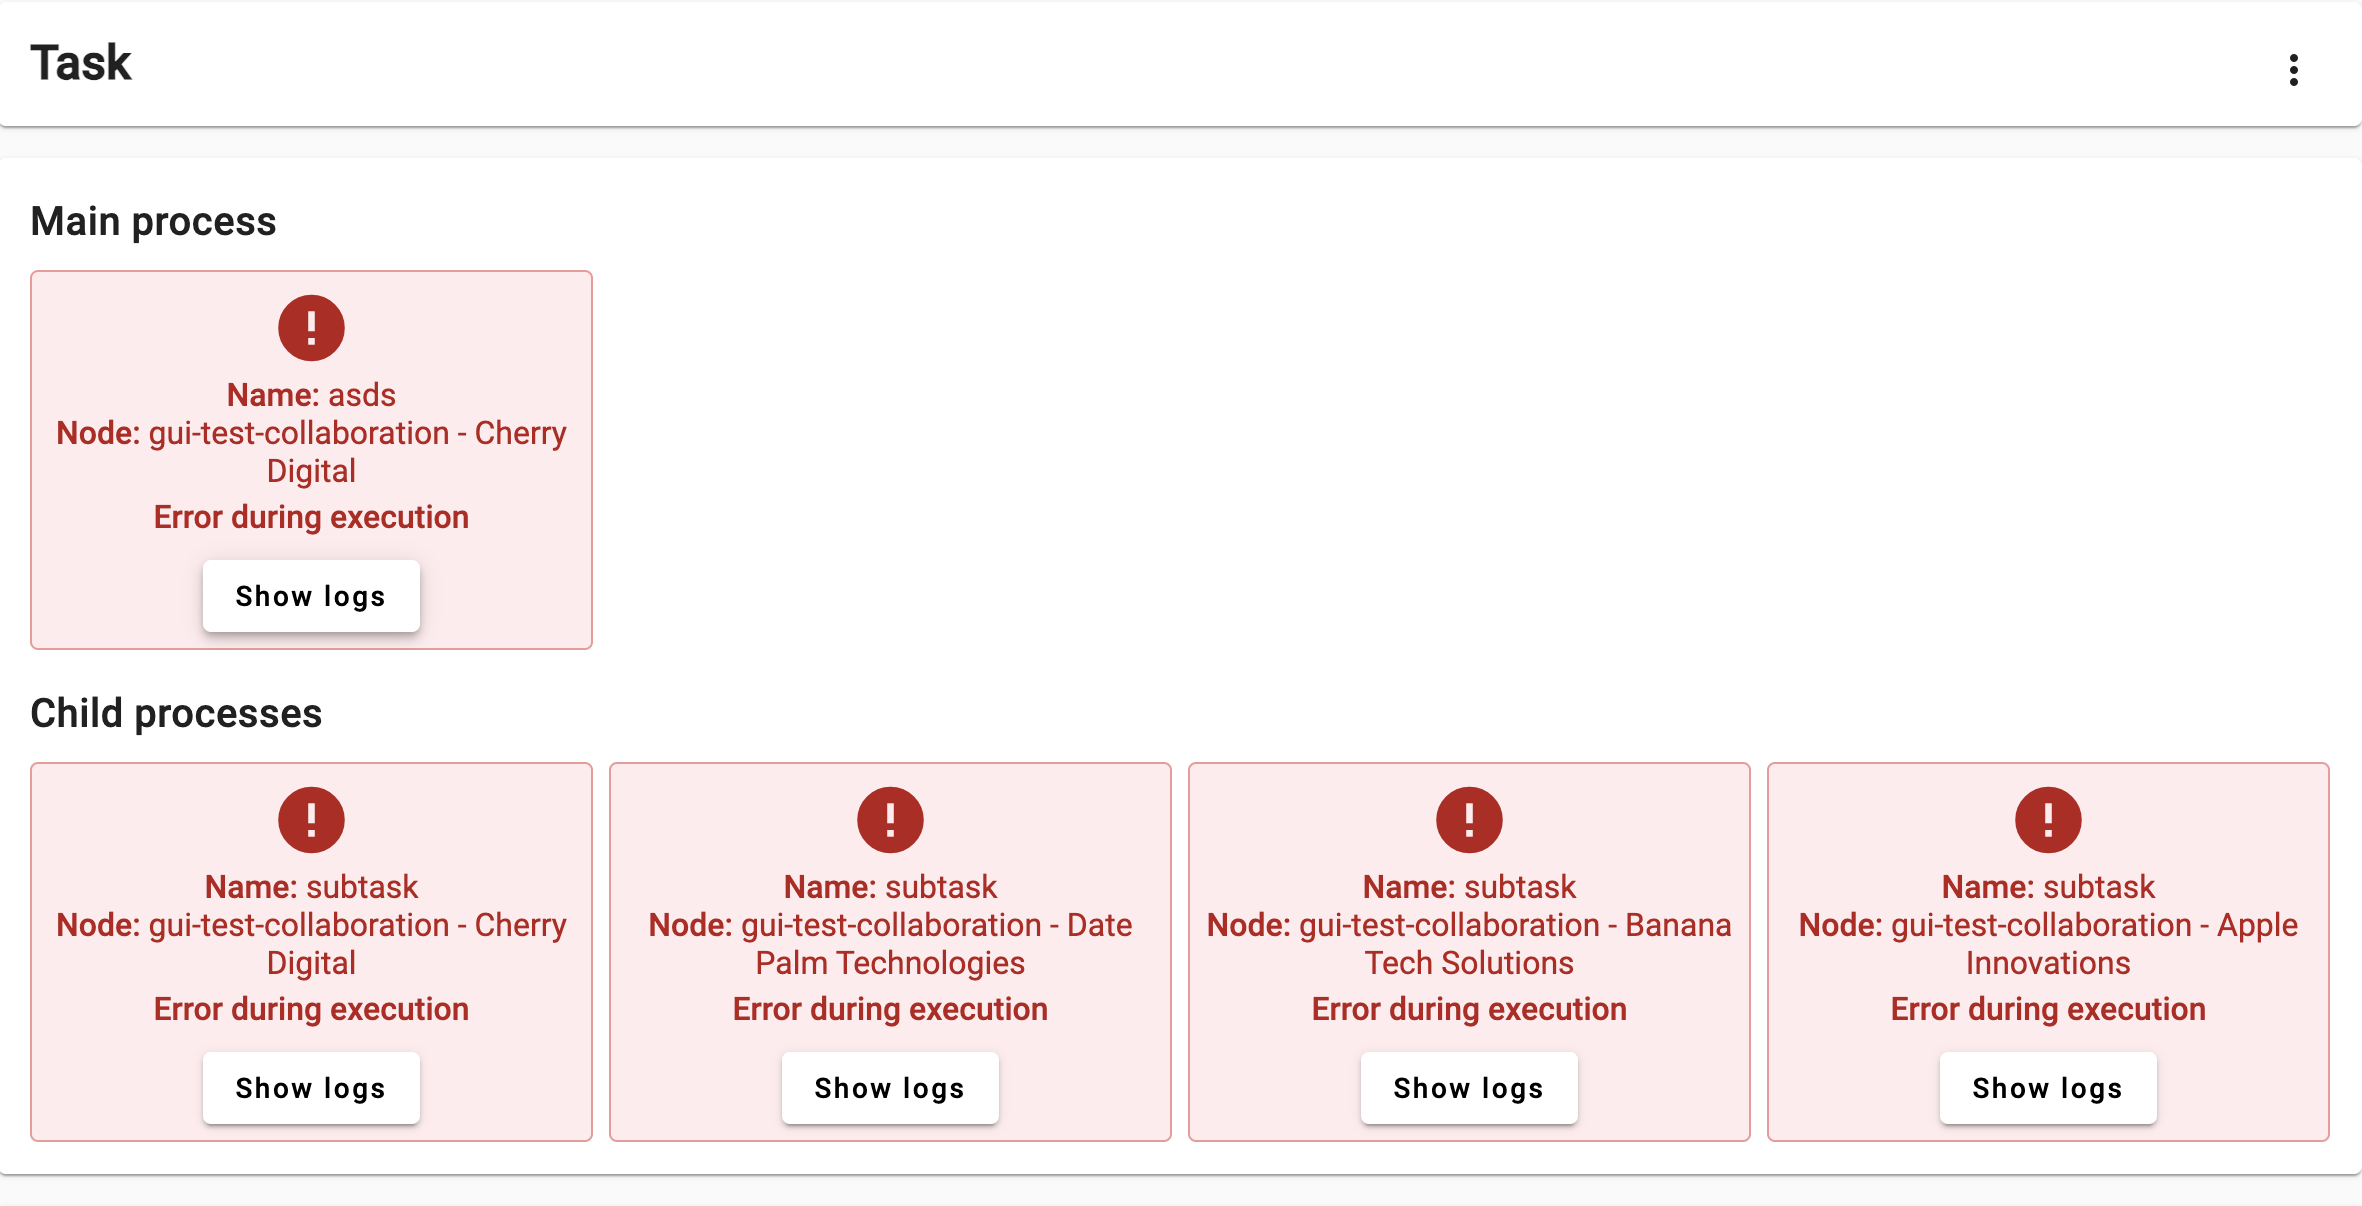 Task
Main process
Name: asds
Node: gui-test-collaboration - Cherry
Digital
Error during execution
Show logs
Child processes
Name: subtask
Node: gui-test-collaboration - Cherry
Digital
Error during execution
Show logs
Name: subtask
Node: gui-test-collaboration - Date
Palm Technologies
Error during execution
Show logs
Name: subtask
Node: gui-test-collaboration - Banana
Tech Solutions
Error during execution
Show logs
Name: subtask
Node: gui-test-collaboration - Apple
Innovations
Error during execution
Show logs